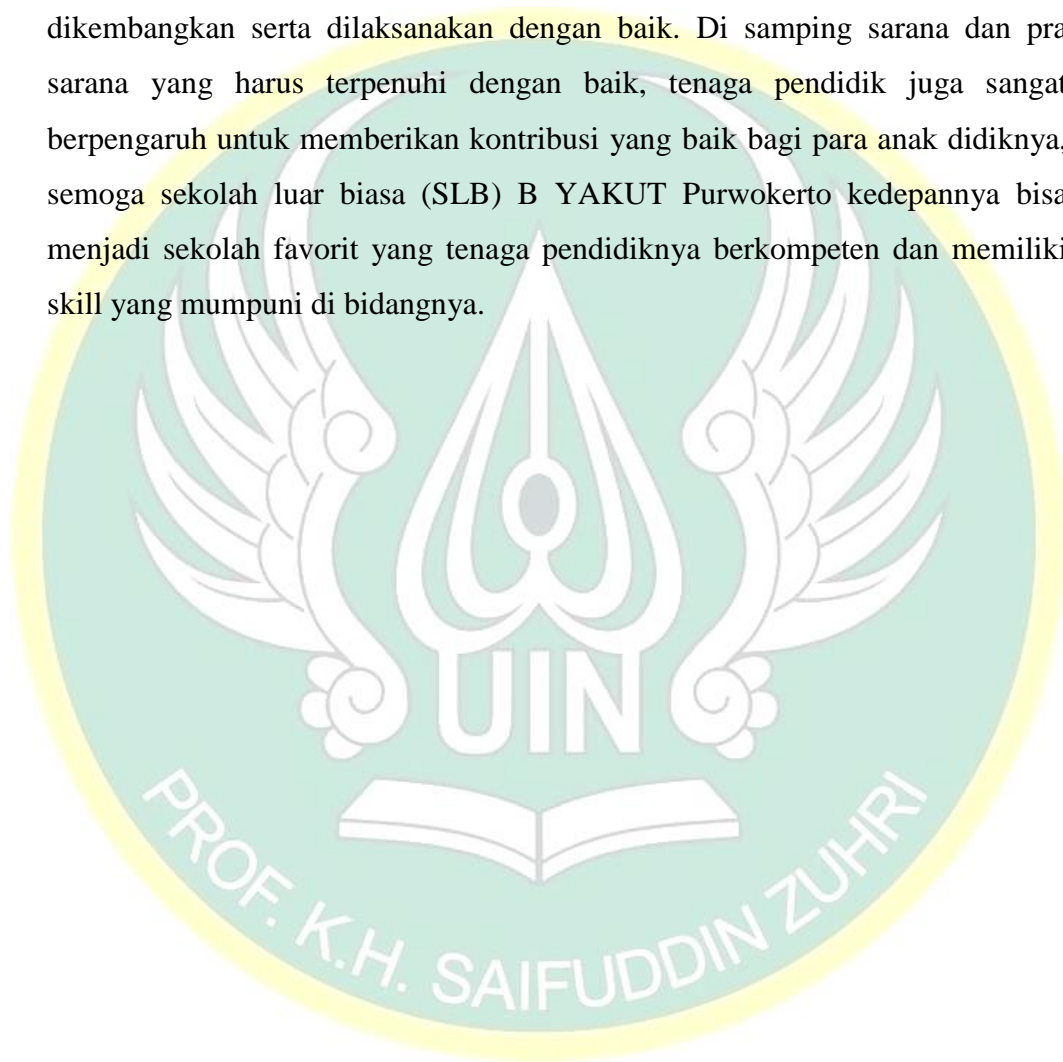 dikembangkan serta dilaksanakan dengan baik. Di samping sarana dan pra
sarana yang harus terpenuhi dengan baik, tenaga pendidik juga sangat
berpengaruh untuk memberikan kontribusi yang baik bagi para anak didiknya,
semoga sekolah luar biasa (SLB) B YAKUT Purwokerto kedepannya bisa
menjadi sekolah favorit yang tenaga pendidiknya berkompeten dan memiliki
skill yang mumpuni di bidangnya.
UIN
PROF. K.H. SAIFUDDIN ZUHRI